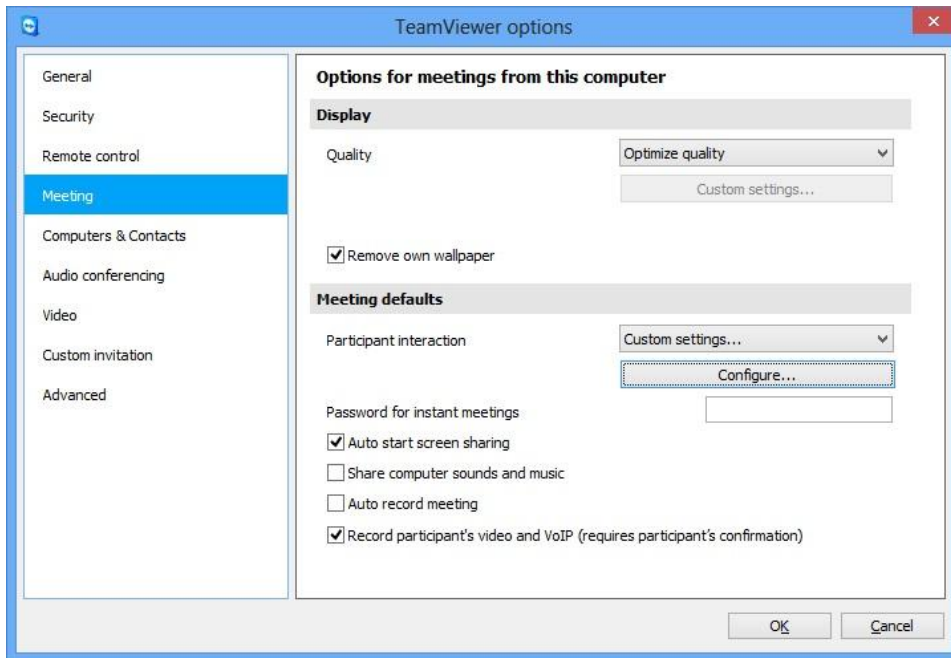 TeamViewer options
General
Security
Remote control
Meeting
Computers & Contacts
Audio conferencing
Video
Custom invitation
Advanced
Options for meetings from this computer
Display
Quality
Optimize quality
Custom settings...
Remove own wallpaper
Meeting defaults
Participant interaction
Custom settings...
Configure...
Password for instant meetings
Auto start screen sharing
Share computer sounds and music
Auto record meeting
Record participant's video and VoIP (requires participant's confirmation)
OK
Cancel